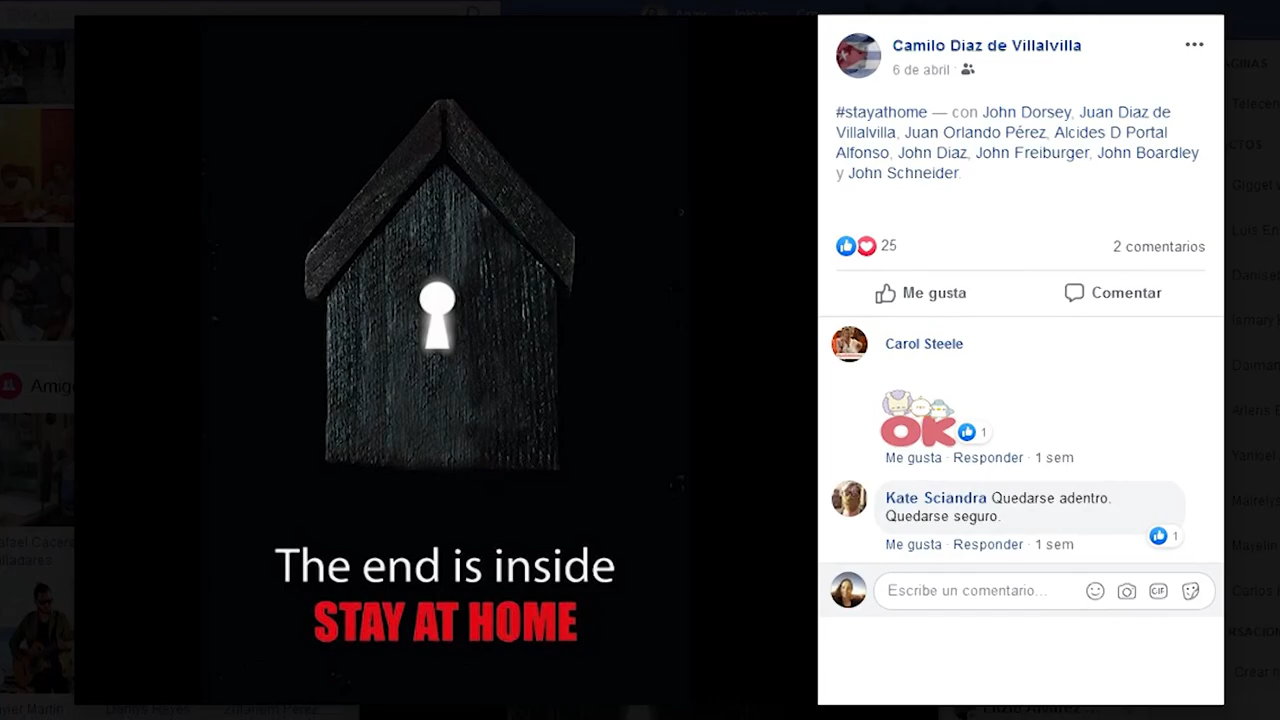 Camilo Diaz de Villalvilla
6 de abril ·
#stayathome — con John Dorsey, Juan Diaz de
Villalvilla, Juan Orlando Pérez, Alcides D Portal
Alfonso, John Diaz, John Freiburger, John Boardley
y John Schneider.
25
2 comentarios
Me gusta
Comentar
Carol Steele
OK
1
Me gusta · Responder · 1 sem
Kate Sciandra Quedarse adentro.
Quedarse seguro.
1
Me gusta · Responder · 1 sem
Escribe un comentario...
GIF
The end is inside
STAY AT HOME